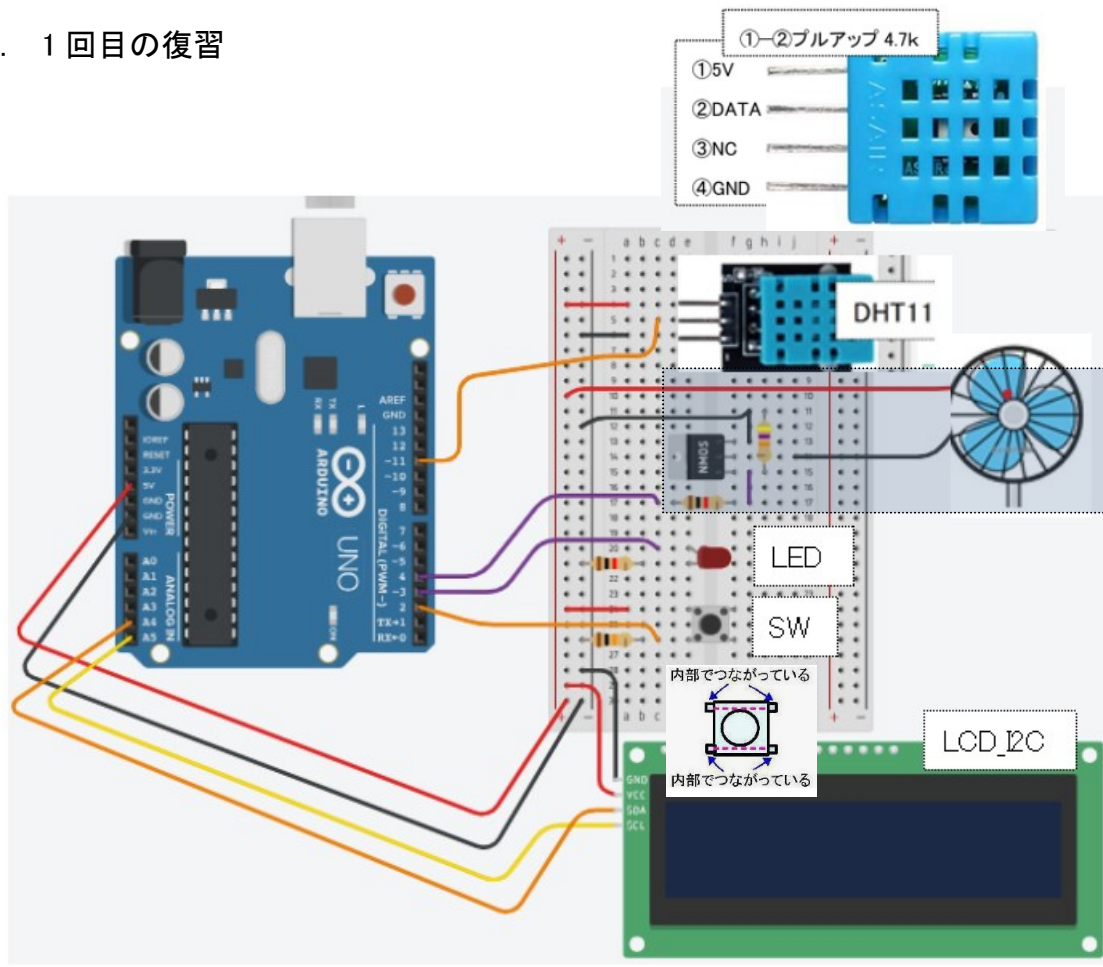 . 1回目の復習
①−②プルアップ 4.7k
①5V
②DATA
③NC
④GND
DHT11
AREF
GND
13
12
~11
~10
~9
8
7
~6
~5
4
~3
2
TX→1
RX←0
DIGITAL (PWM~)
TX
RX
L
ARDUINO
UNO
ON
IOREF
RESET
3.3V
5V
GND
GND
Vin
POWER
A0
A1
A2
A3
A4
A5
ANALOG IN
+ − a b c d e f g h i j + −
NMOS
LED
SW
内部でつながっている
内部でつながっている
LCD_I2C
GND
VCC
SDA
SCL